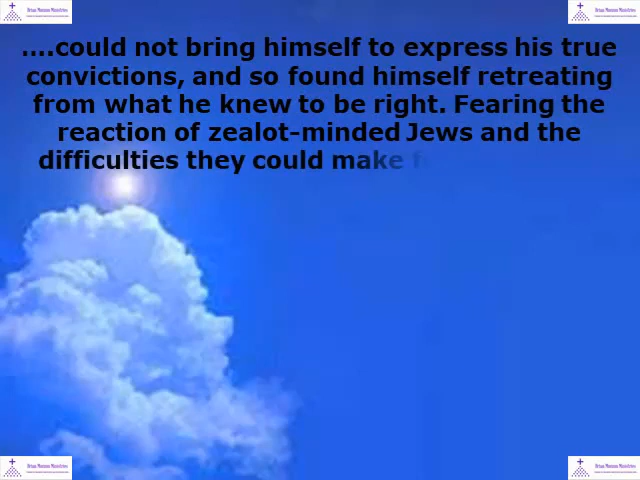 ....could not bring himself to express his true
convictions, and so found himself retreating
from what he knew to be right. Fearing the
reaction of zealot-minded Jews and the
difficulties they could make